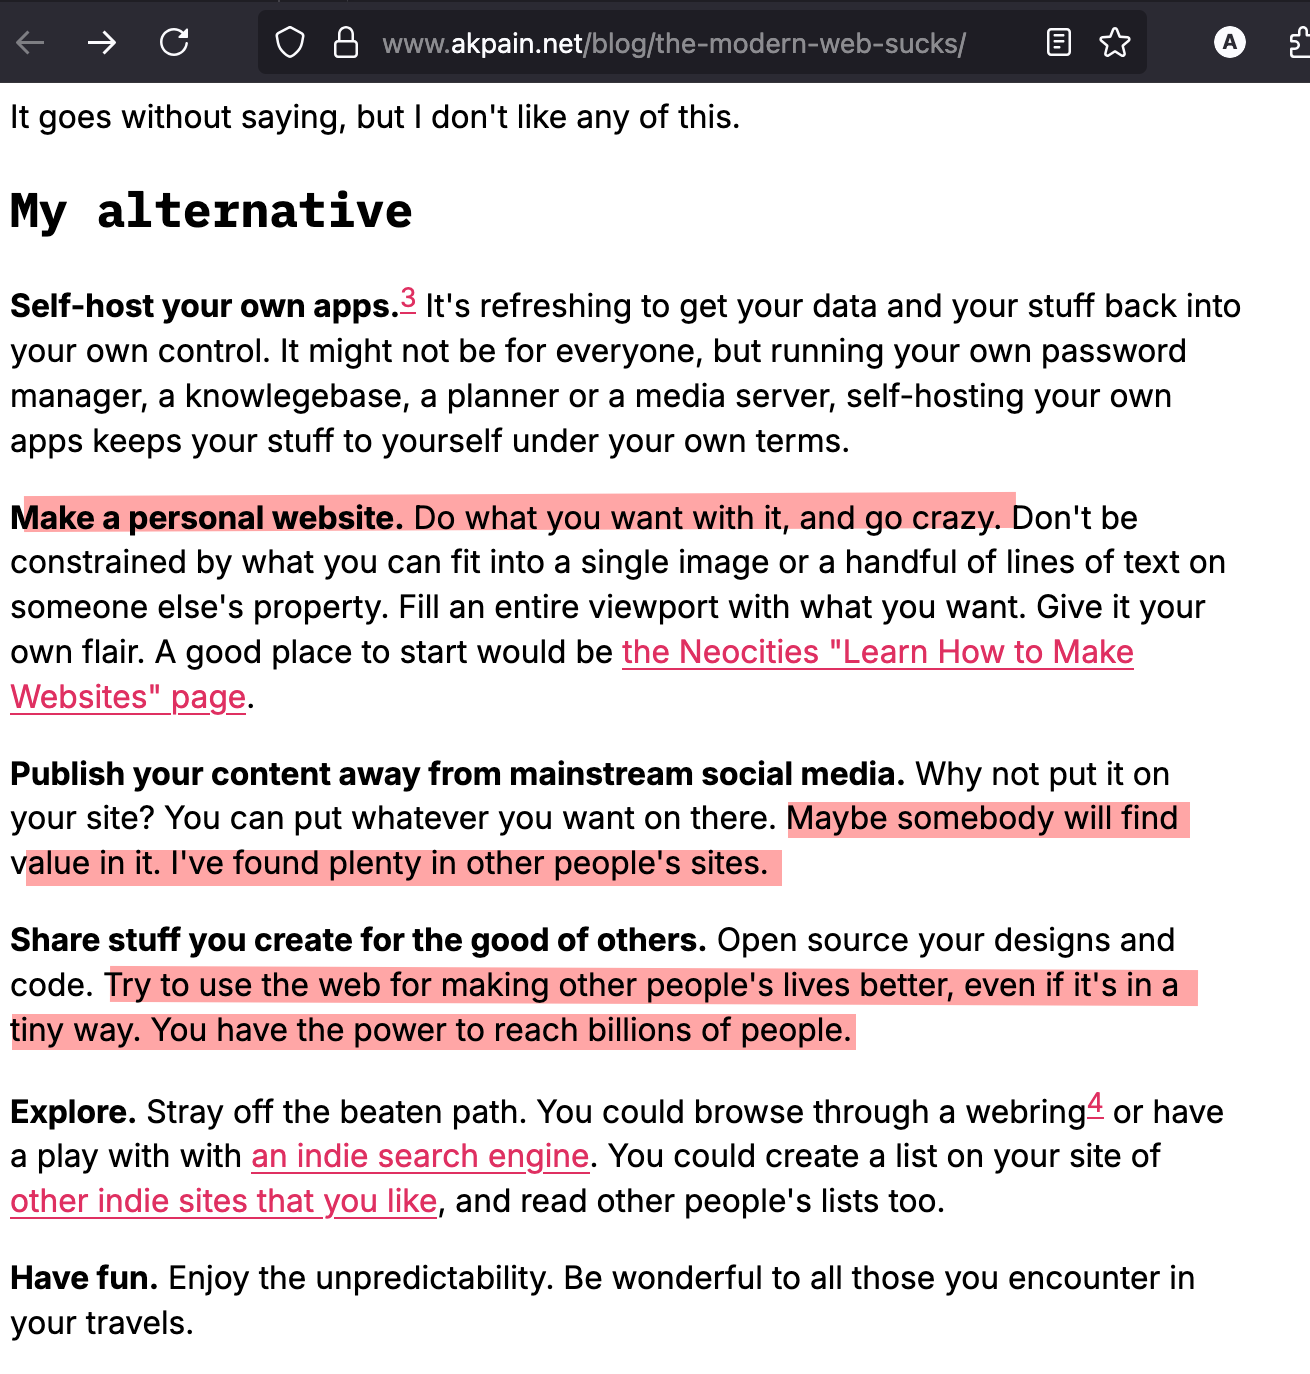 www.akpain.net/blog/the-modern-web-sucks/
A
It goes without saying, but I don't like any of this.
My alternative
Self-host your own apps.3 It's refreshing to get your data and your stuff back into
your own control. It might not be for everyone, but running your own password
manager, a knowlegebase, a planner or a media server, self-hosting your own
apps keeps your stuff to yourself under your own terms.
Make a personal website. Do what you want with it, and go crazy. Don't be
constrained by what you can fit into a single image or a handful of lines of text on
someone else's property. Fill an entire viewport with what you want. Give it your
own flair. A good place to start would be the Neocities "Learn How to Make
Websites" page.
Publish your content away from mainstream social media. Why not put it on
your site? You can put whatever you want on there. Maybe somebody will find
value in it. I've found plenty in other people's sites.
Share stuff you create for the good of others. Open source your designs and
code. Try to use the web for making other people's lives better, even if it's in a
tiny way. You have the power to reach billions of people.
Explore. Stray off the beaten path. You could browse through a webring4 or have
a play with with an indie search engine. You could create a list on your site of
other indie sites that you like, and read other people's lists too.
Have fun. Enjoy the unpredictability. Be wonderful to all those you encounter in
your travels.